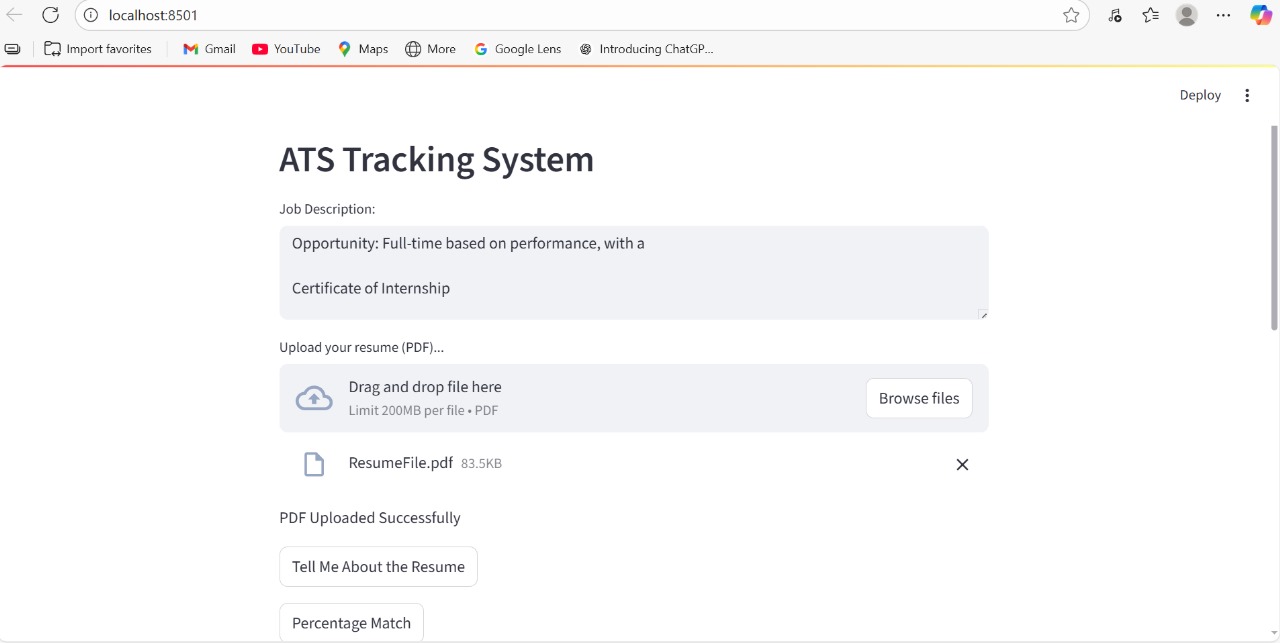 localhost:8501
Import favorites Gmail YouTube Maps More Google Lens Introducing ChatGP...
Deploy
ATS Tracking System
Job Description:
Opportunity: Full-time based on performance, with a
Certificate of Internship
Upload your resume (PDF)...
Drag and drop file here
Limit 200MB per file • PDF
Browse files
ResumeFile.pdf 83.5KB
PDF Uploaded Successfully
Tell Me About the Resume
Percentage Match